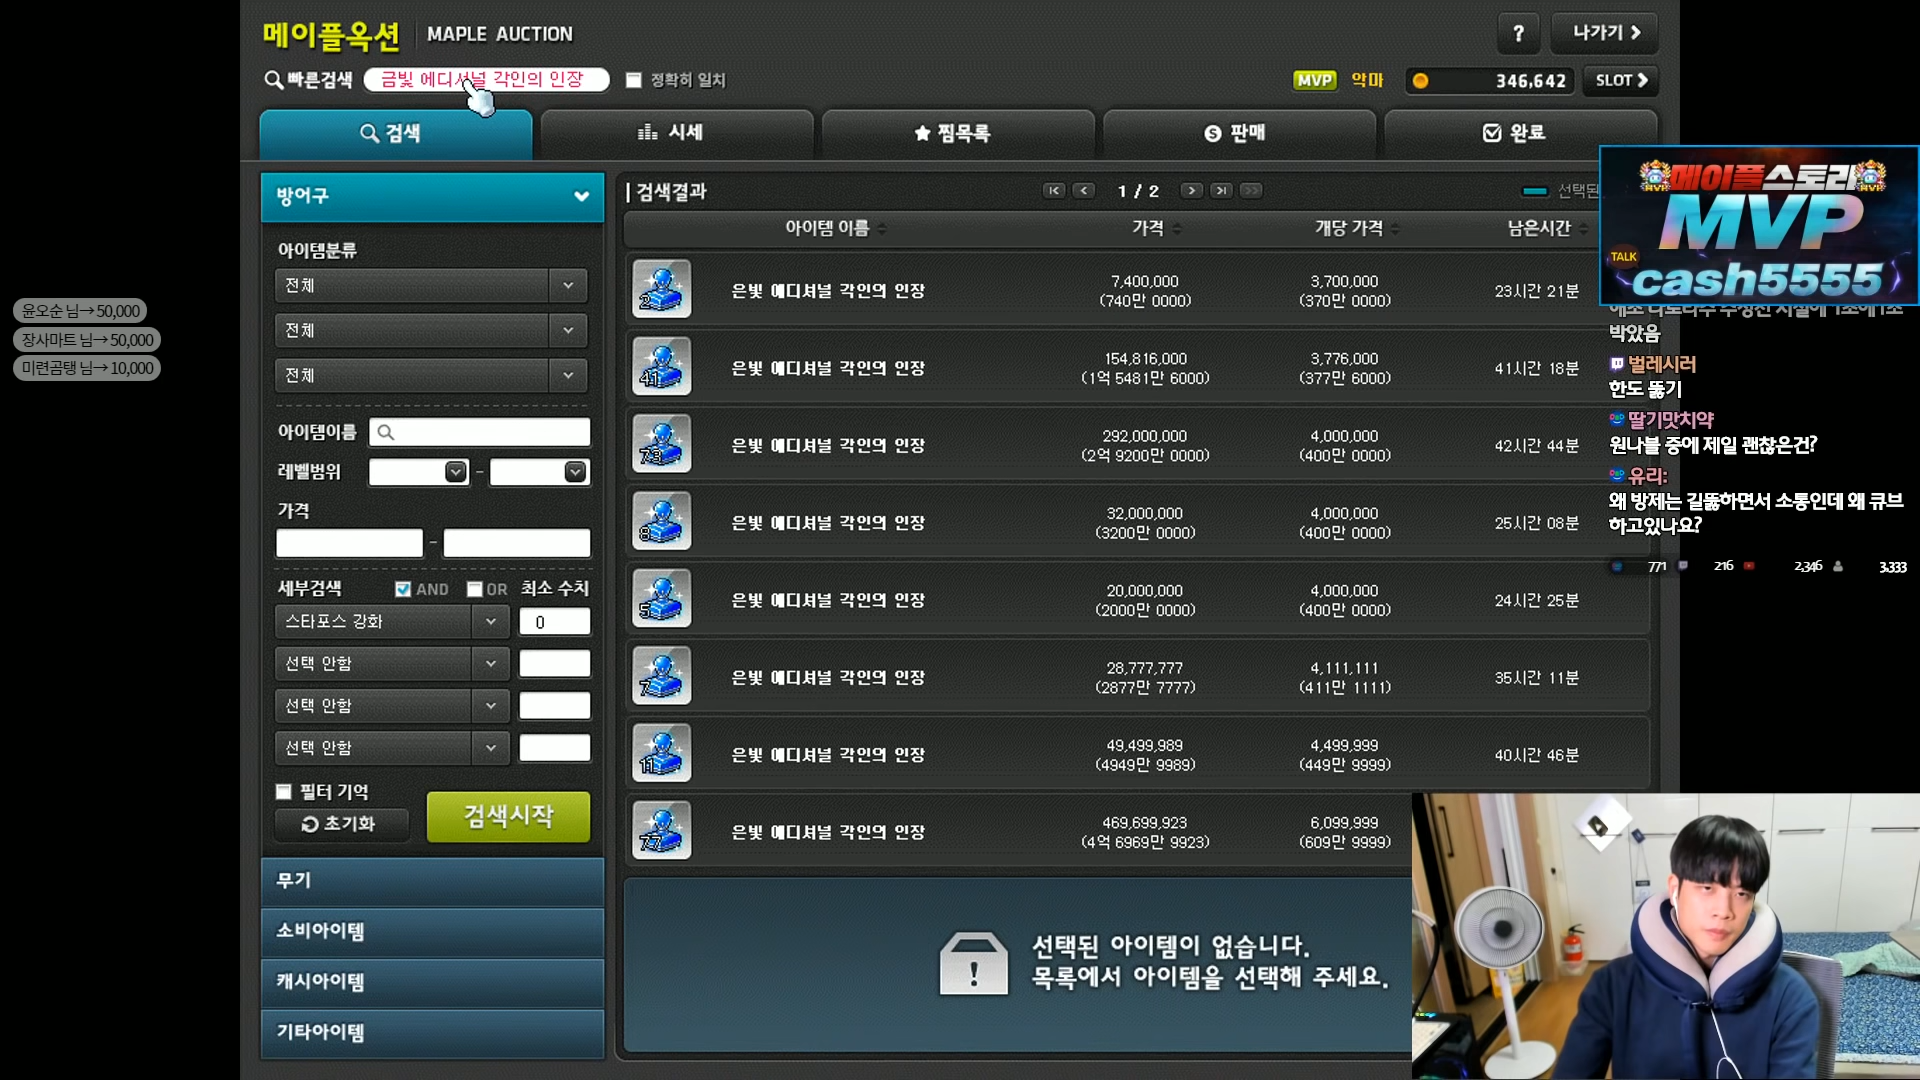 메이플옥션 MAPLE AUCTION
? 나가기
빠른검색 금빛 에디셔널 각인의 인장 정확히 일치
MVP 악마 346,642 SLOT
검색 시세 찜목록 판매 완료
방어구
아이템분류
전체
전체
전체
아이템이름
레벨범위 -
가격
-
세부검색 AND OR 최소 수치
스타포스 강화 0
선택 안함
선택 안함
선택 안함
필터 기억
초기화 검색시작
무기
소비아이템
캐시아이템
기타아이템
검색결과 1 / 2 선택된
아이템 이름 가격 개당 가격 남은시간
2 은빛 에디셔널 각인의 인장 7,400,000 3,700,000 23시간 21분
(740만 0000) (370만 0000)
41 은빛 에디셔널 각인의 인장 154,816,000 3,776,000 41시간 18분
(1억 5481만 6000) (377만 6000)
73 은빛 에디셔널 각인의 인장 292,000,000 4,000,000 42시간 44분
(2억 9200만 0000) (400만 0000)
8 은빛 에디셔널 각인의 인장 32,000,000 4,000,000 25시간 08분
(3200만 0000) (400만 0000)
5 은빛 에디셔널 각인의 인장 20,000,000 4,000,000 24시간 25분
(2000만 0000) (400만 0000)
7 은빛 에디셔널 각인의 인장 28,777,777 4,111,111 35시간 11분
(2877만 7777) (411만 1111)
11 은빛 에디셔널 각인의 인장 49,499,989 4,499,999 40시간 46분
(4949만 9989) (449만 9999)
77 은빛 에디셔널 각인의 인장 469,699,923 6,099,999
(4억 6969만 9923) (609만 9999)
선택된 아이템이 없습니다.
목록에서 아이템을 선택해 주세요.
윤오순 님→ 50,000
장사마트 님→ 50,000
미련곰탱 님→ 10,000
메이플스토리
MVP
TALK
cash5555
박았음
벌레시러
한도 뚫기
딸기맛치약
원나블 중에 제일 괜찮은건?
유리:
왜 방제는 길뚫하면서 소통인데 왜 큐브
하고있나요?
771 216 2,346 3,333